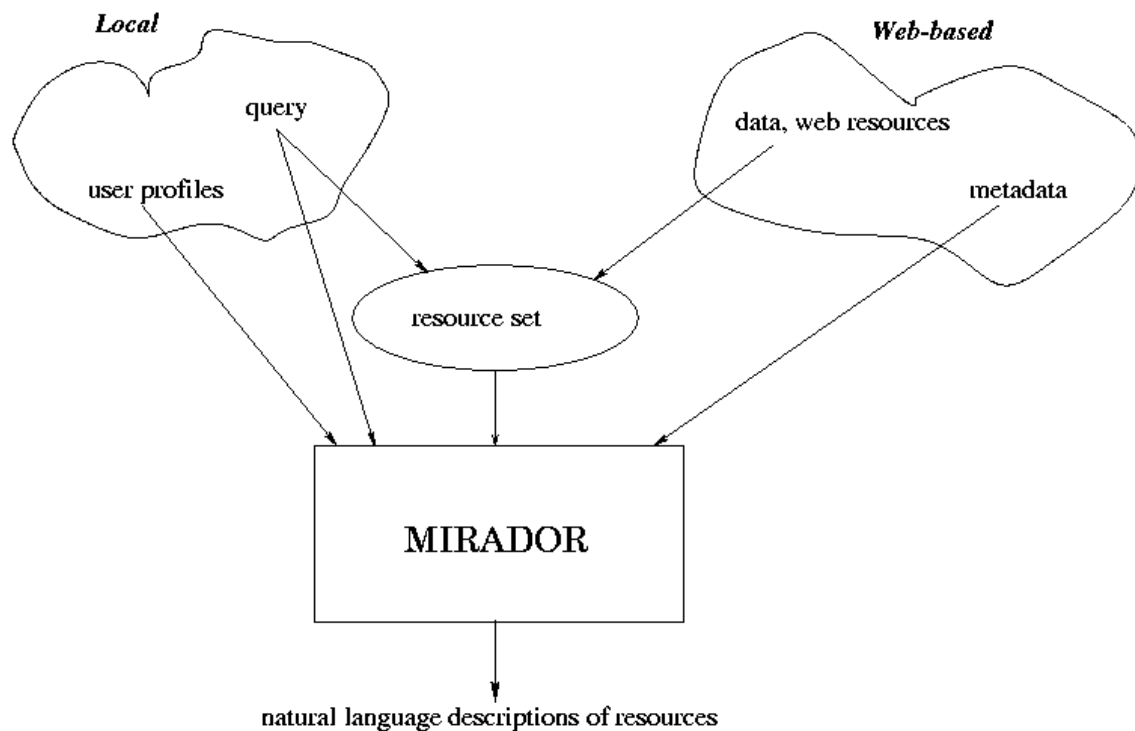 Local
Web-based
query
data, web resources
user profiles
metadata
resource set
MIRADOR
natural language descriptions of resources